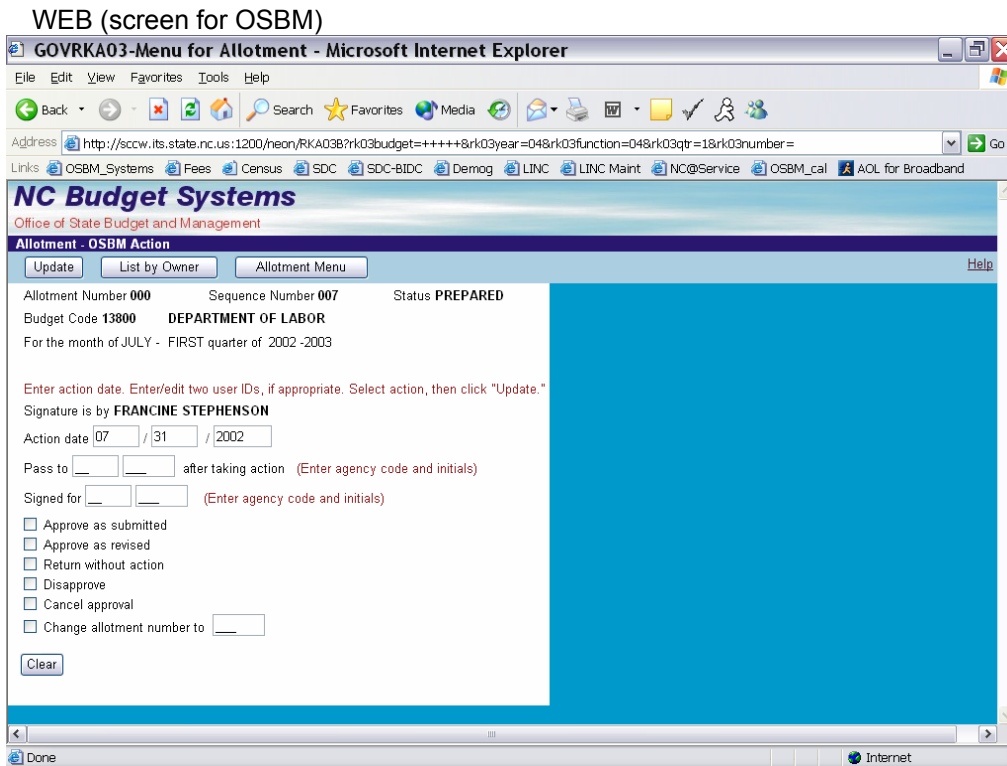 WEB (screen for OSBM)
GOVRKA03-Menu for Allotment - Microsoft Internet Explorer
File Edit View Favorites Tools Help
Back Search Favorites Media
Address http://sccw.its.state.nc.us:1200/neon/RKA03B?rk03budget=+++++&rk03year=04&rk03function=04&rk03qtr=1&rk03number= Go
Links OSBM_Systems Fees Census SDC SDC-BIDC Demog LINC LINC Maint NC@Service OSBM_cal AOL for Broadband
NC Budget Systems
Office of State Budget and Management
Allotment - OSBM Action
Update List by Owner Allotment Menu Help
Allotment Number 000 Sequence Number 007 Status PREPARED
Budget Code 13800 DEPARTMENT OF LABOR
For the month of JULY - FIRST quarter of 2002 -2003
Enter action date. Enter/edit two user IDs, if appropriate. Select action, then click "Update."
Signature is by FRANCINE STEPHENSON
Action date 07 / 31 / 2002
Pass to __ ___ after taking action (Enter agency code and initials)
Signed for __ ___ (Enter agency code and initials)
Approve as submitted
Approve as revised
Return without action
Disapprove
Cancel approval
Change allotment number to ___
Clear
Done Internet